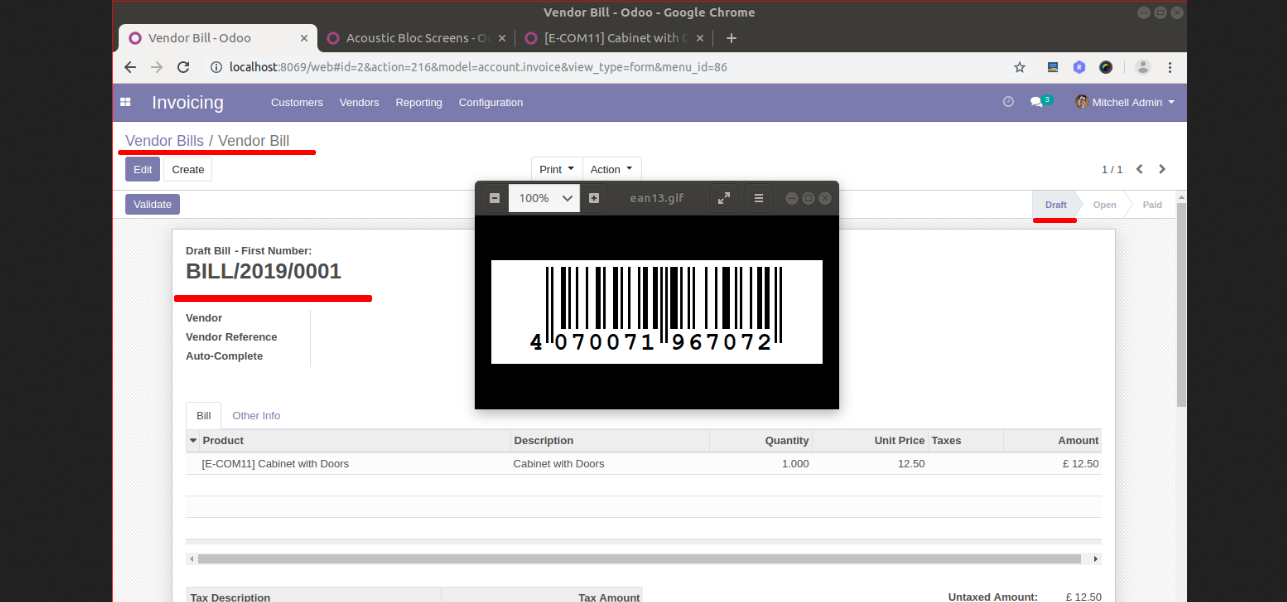 Vendor Bill - Odoo - Google Chrome
Vendor Bill - Odoo
Acoustic Bloc Screens - O
[E-COM11] Cabinet with D
localhost:8069/web#id=2&action=216&model=account.invoice&view_type=form&menu_id=86
Invoicing Customers Vendors Reporting Configuration 3 Mitchell Admin
Vendor Bills / Vendor Bill
Edit Create Print Action 1 / 1
Validate Draft Open Paid
100% ean13.gif
4 070071 967072
Draft Bill - First Number:
BILL/2019/0001
Vendor
Vendor Reference
Auto-Complete
Bill Other Info
Product Description Quantity Unit Price Taxes Amount
[E-COM11] Cabinet with Doors Cabinet with Doors 1.000 12.50 £ 12.50
Tax Description Tax Amount Untaxed Amount: £ 12.50